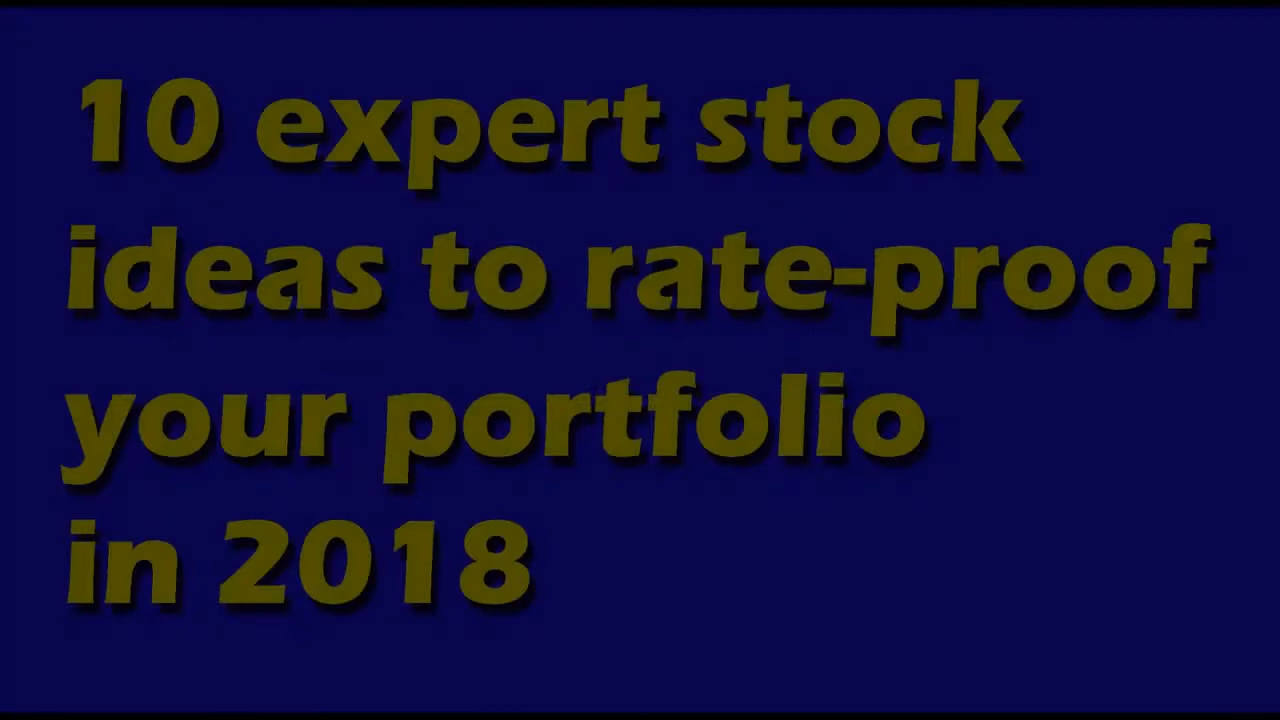 10 expert stock
ideas to rate-proof
your portfolio
in 2018